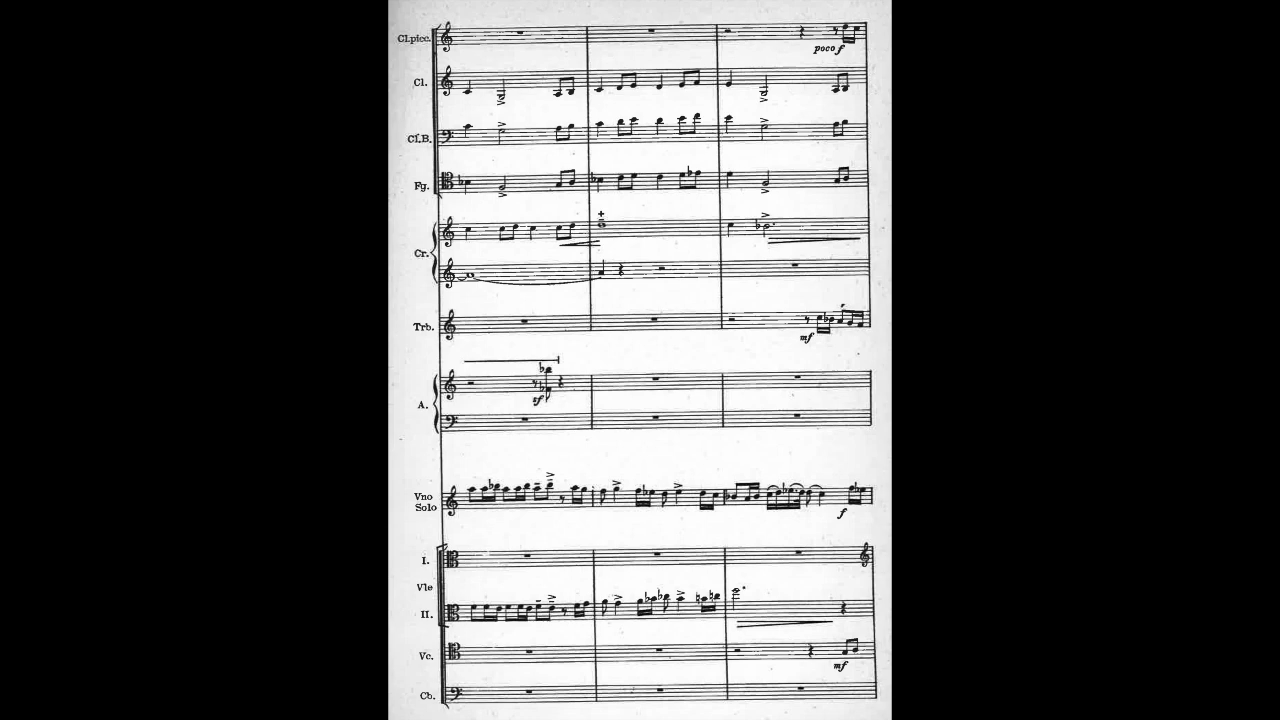 Cl.picc.
poco f
Cl.
Cl.B.
Fg.
Cr.
Trb.
mf
A.
sf
Vno
Solo
f
I.
Vle
II.
Vc.
mf
Cb.